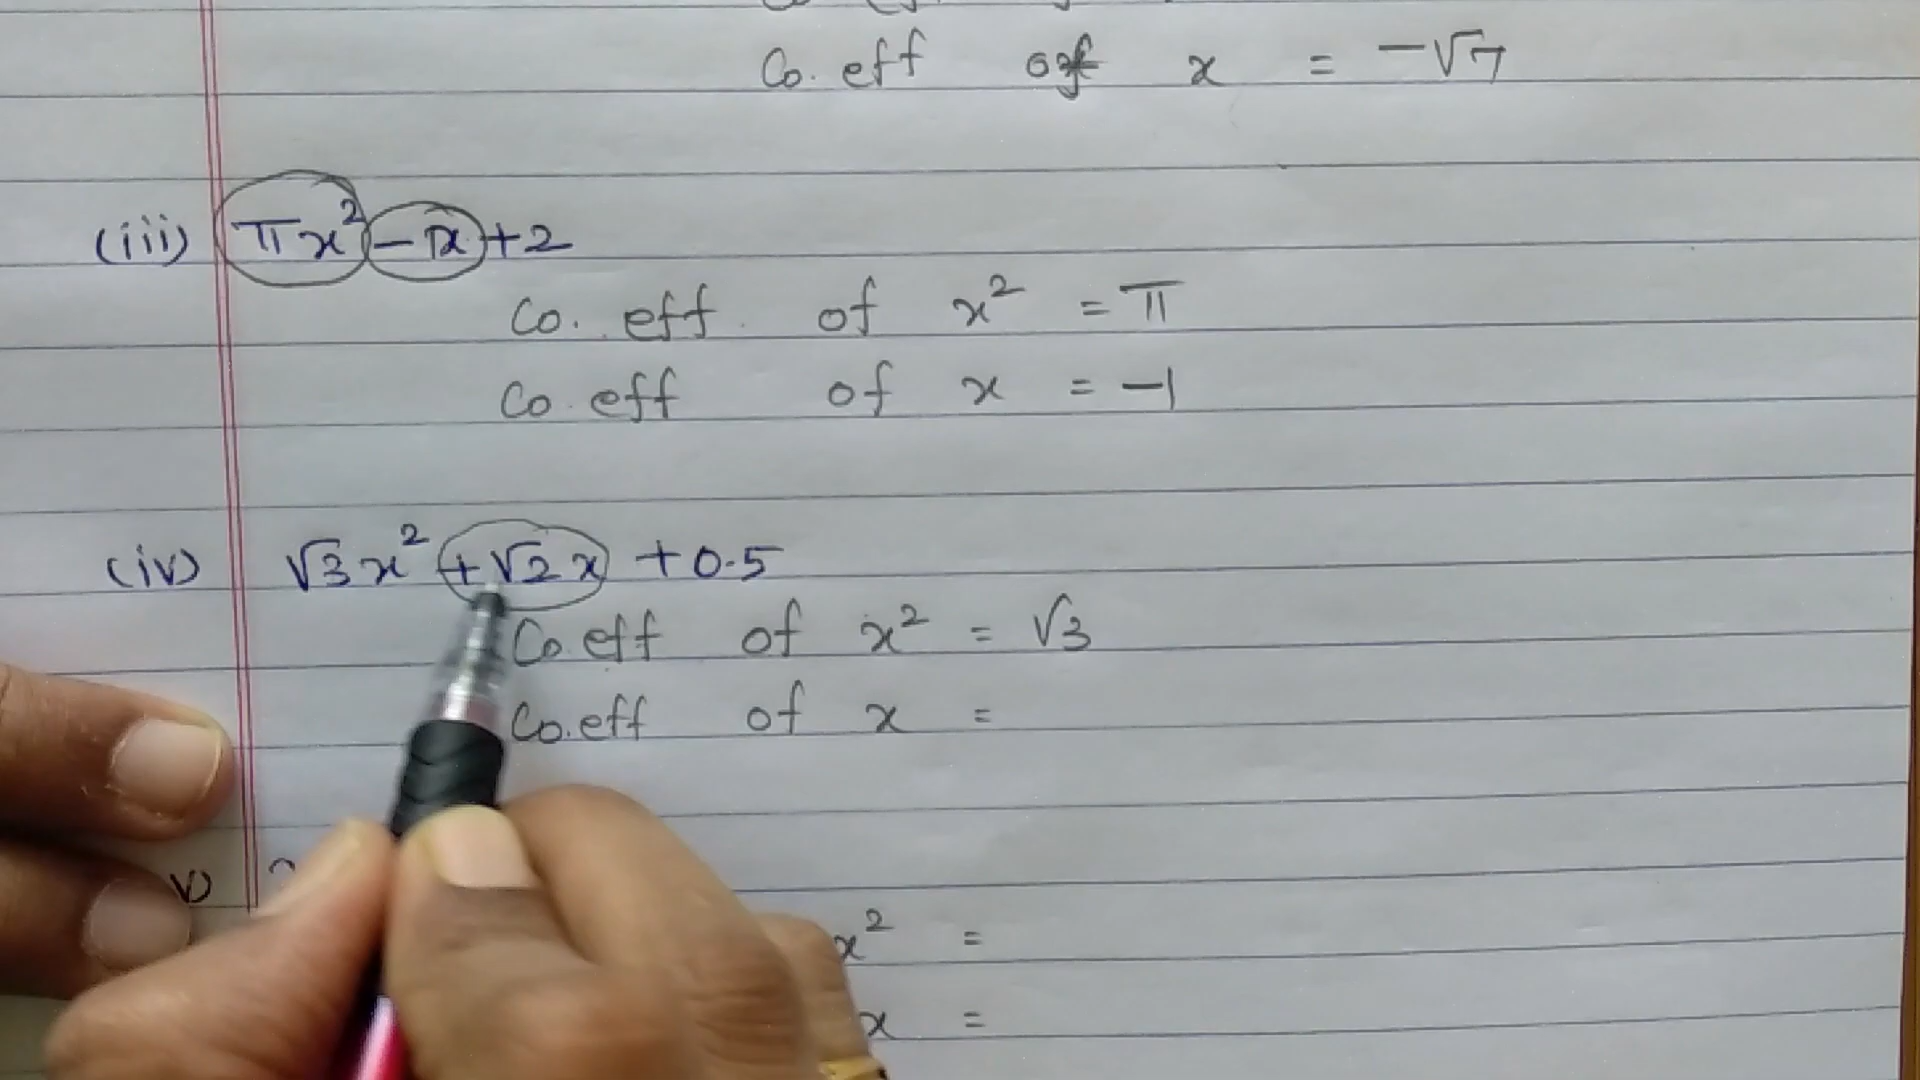 Co. eff of x = -√7
(iii) πx² - 1x + 2
Co. eff of x² = π
Co. eff of x = -1
(iv) √3x² + √2x + 0.5
Co. eff of x² = √3
Co. eff of x =
v)
x² =
x =